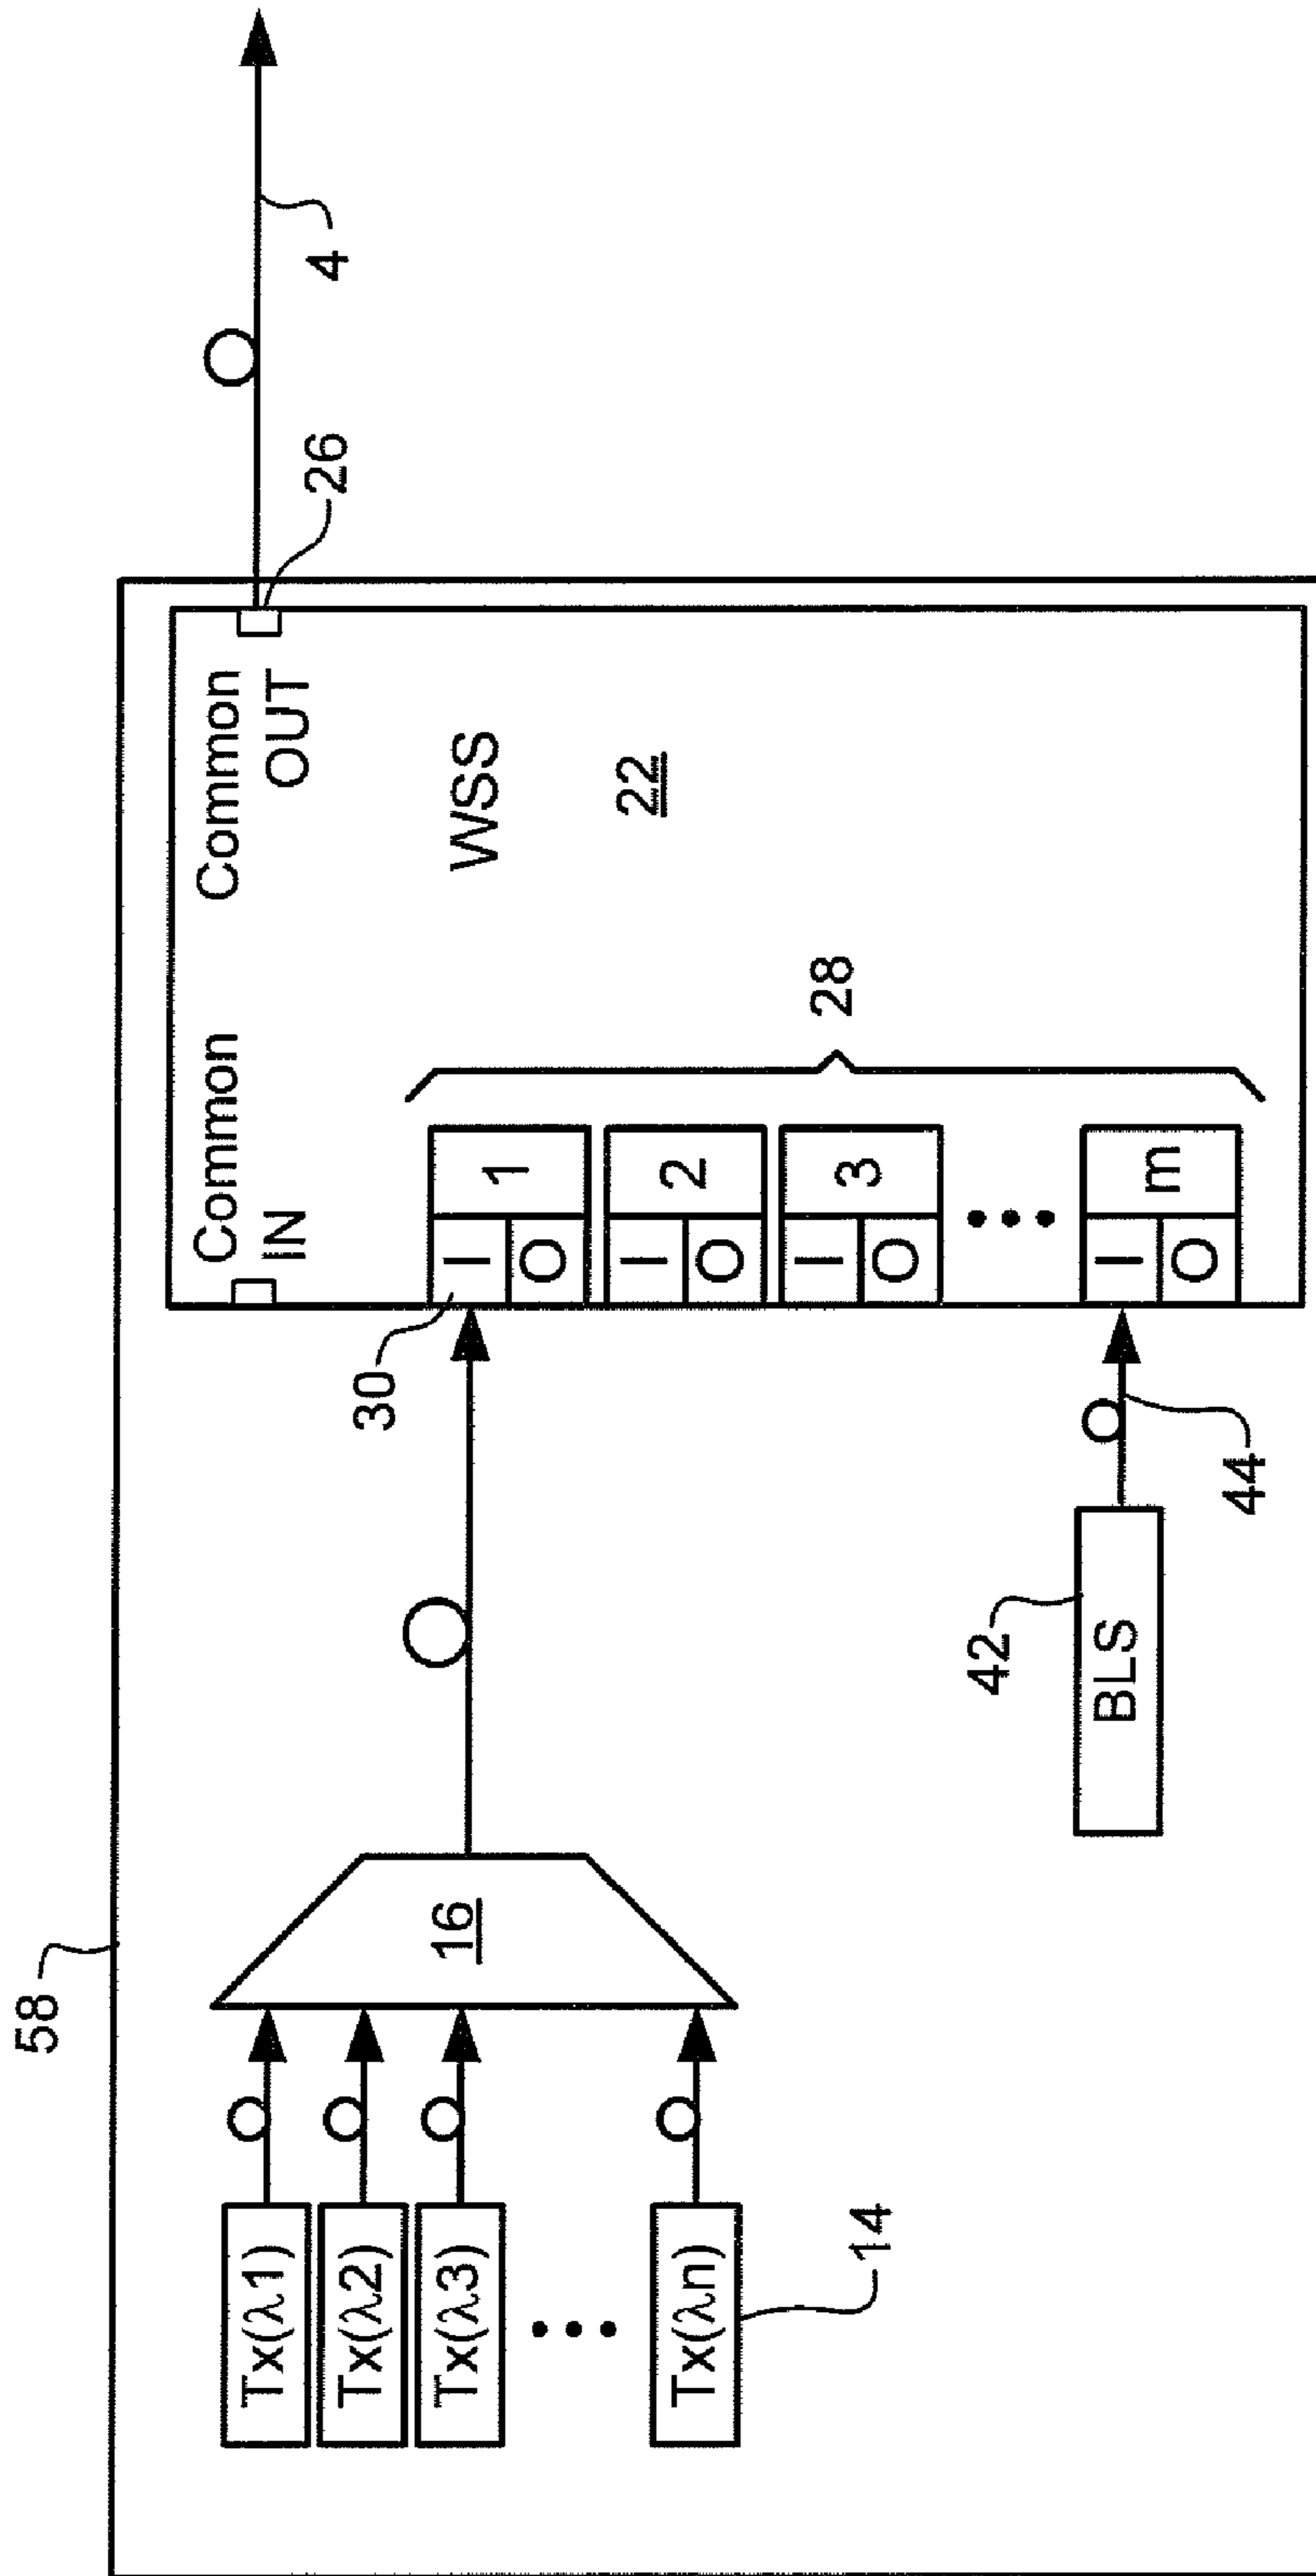 58
Tx(λ1)
Tx(λ2)
Tx(λ3)
• • •
Tx(λn)
14
16
42
BLS
44
30
Common
IN
Common
OUT
26
4
WSS
22
28
I
O
1
I
O
2
I
O
3
• • •
I
O
m